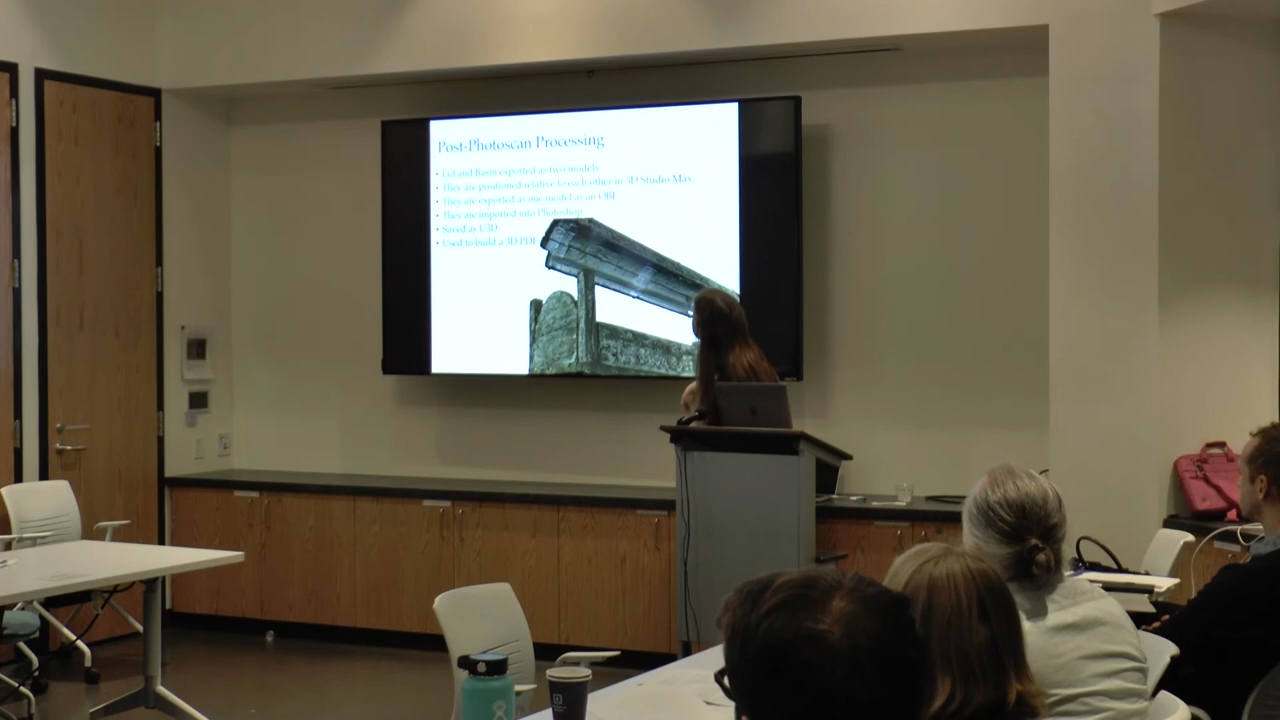 Post-Photoscan Processing
• Lid and Basin exported as two models.
• They are positioned relative to each other in 3D Studio Max.
• They are exported as one model as an OBJ.
• They are imported into Photoshop.
• Saved as U3D.
• Used to build a 3D PDF